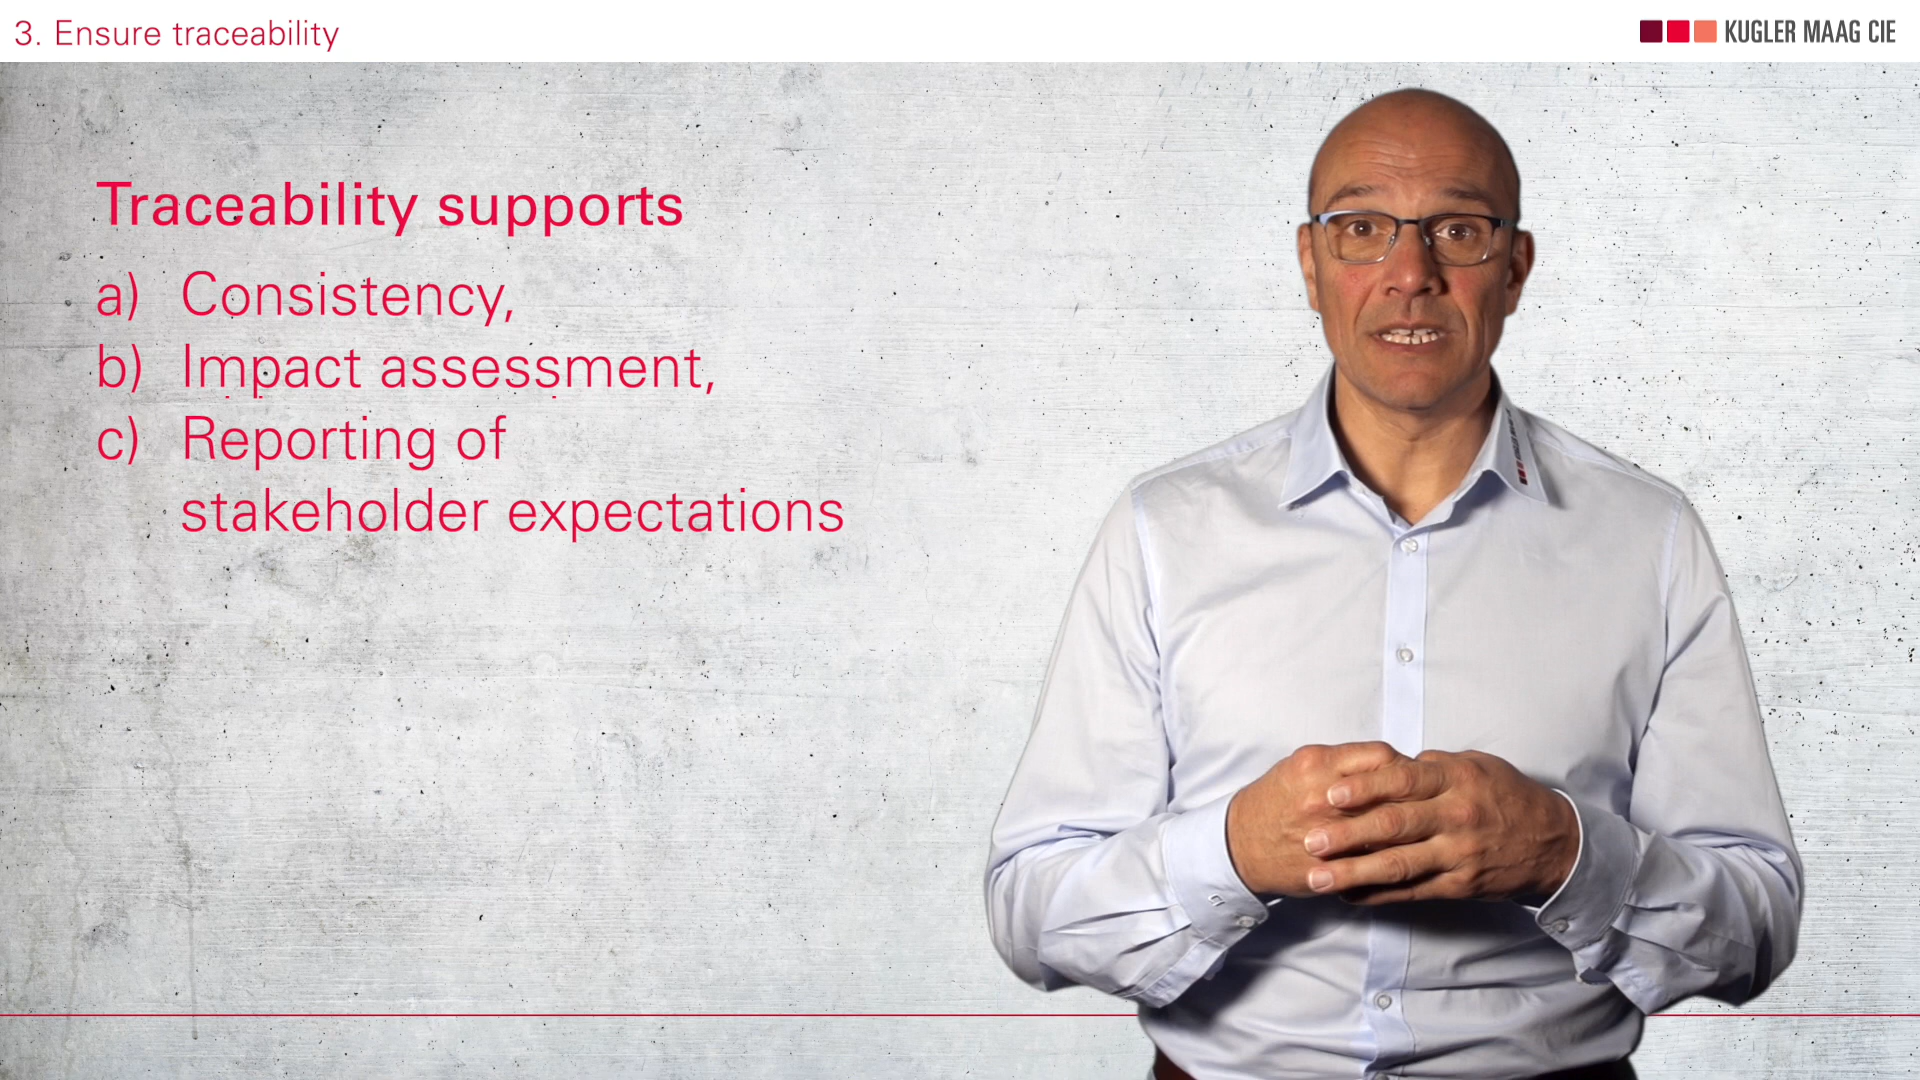 3. Ensure traceability
KUGLER MAAG CIE
Traceability supports
a) Consistency,
b) Impact assessment,
c) Reporting of
stakeholder expectations